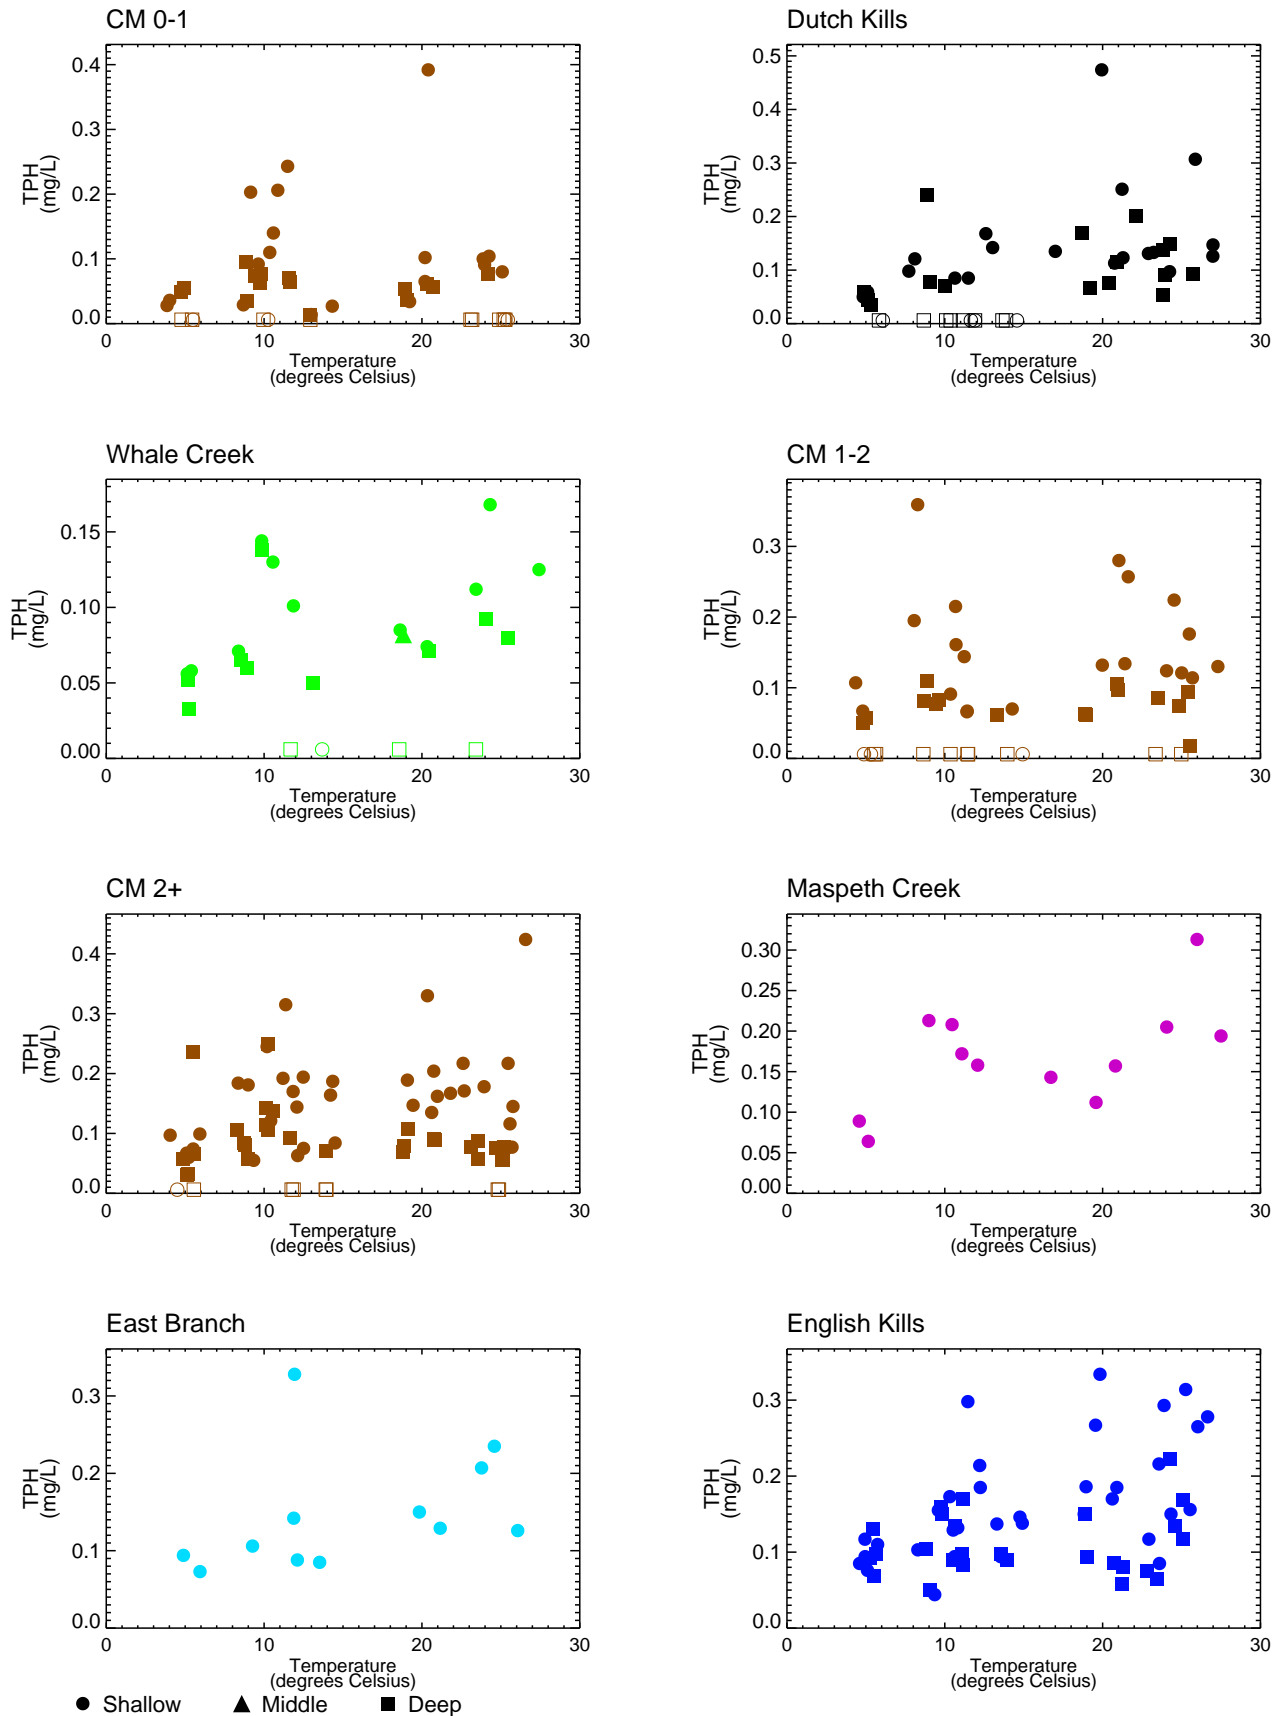 CM 0-1
0.4
0.3
0.2
0.1
0.0
TPH
(mg/L)
0 10 20 30
Temperature
(degrees Celsius)
Dutch Kills
0.5
0.4
0.3
0.2
0.1
0.0
TPH
(mg/L)
0 10 20 30
Temperature
(degrees Celsius)
Whale Creek
0.15
0.10
0.05
0.00
TPH
(mg/L)
0 10 20 30
Temperature
(degrees Celsius)
CM 1-2
0.3
0.2
0.1
0.0
TPH
(mg/L)
0 10 20 30
Temperature
(degrees Celsius)
CM 2+
0.4
0.3
0.2
0.1
0.0
TPH
(mg/L)
0 10 20 30
Temperature
(degrees Celsius)
Maspeth Creek
0.30
0.25
0.20
0.15
0.10
0.05
0.00
TPH
(mg/L)
0 10 20 30
Temperature
(degrees Celsius)
East Branch
0.3
0.2
0.1
0.0
TPH
(mg/L)
0 10 20 30
Temperature
(degrees Celsius)
English Kills
0.3
0.2
0.1
0.0
TPH
(mg/L)
0 10 20 30
Temperature
(degrees Celsius)
Shallow Middle Deep